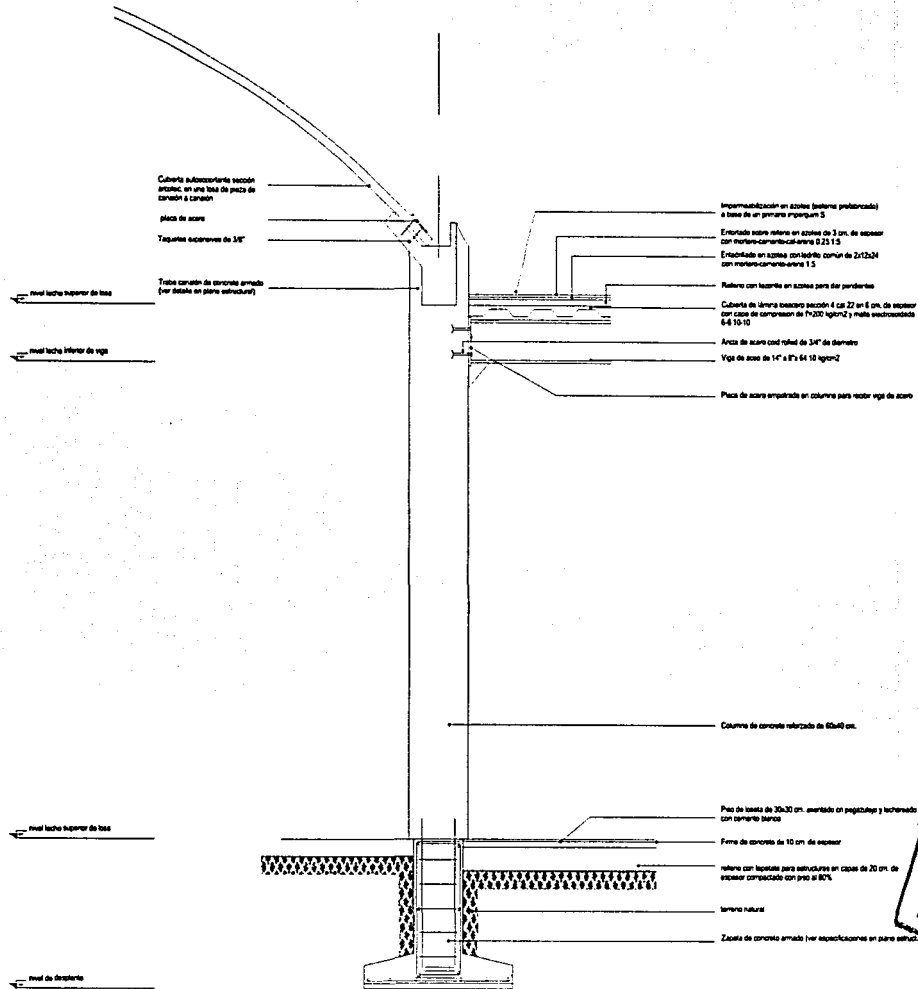 Cubierta autosoportante sección
arcotec, en una losa de pieza de
canalón a canalón
placa de acero
Taquetes expansivos de 3/8"
Trabe canalón de concreto armado
(ver detalle en plano estructural)
nivel lecho superior de losa
nivel lecho inferior de viga
Impermeabilización en azotea (sistema prefabricado)
a base de un primario imperquim S
Entortado sobre relleno en azotea de 3 cm. de espesor
con mortero-cemento-cal-arena 0.25 1:5
Enladrillado en azotea con ladrillo común de 2x12x24
con mortero-cemento-arena 1:5
Relleno con tezontle en azotea para dar pendientes
Cubierta de lámina losacero sección 4 cal 22 en 6 cm. de espesor
con capa de compresion de f'=200 kg/cm2 y malla electrosoldada
6-6 10-10
Ancla de acero cold rolled de 3/4" de diametro
Viga de acero de 14" x 8"x 64.10 kg/cm2
Placa de acero empotrada en columna para recibir viga de acero
Columna de concreto reforzado de 60x40 cm.
nivel lecho superior de losa
Piso de loseta de 30x30 cm. asentado cn pegazulejo y lechereado
con cemento blanco
Firme de concreto de 10 cm. de espesor
relleno con tepetate para estructuras en capas de 20 cm. de
espesor compactado con piso al 80%
terreno natural
Zapata de concreto armado (ver especificaciones en plano estruc
nivel de desplante